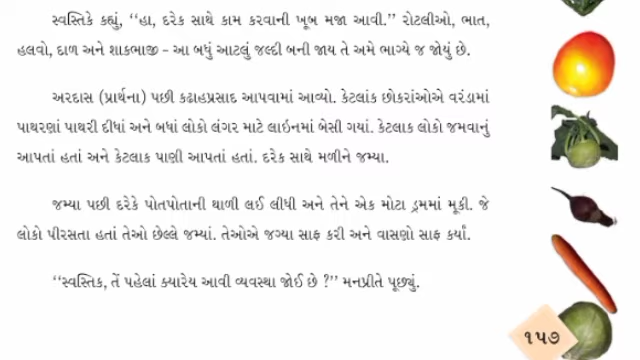 સ્વસ્તિકે કહ્યું, “હા, દરેક સાથે કામ કરવાની ખૂબ મજા આવી.” રોટલીઓ, ભાત,
હલવો, દાળ અને શાકભાજી - આ બધું આટલું જલ્દી બની જાય તે અમે ભાગ્યે જ જોયું છે.
અરદાસ (પ્રાર્થના) પછી કઢાહપ્રસાદ આપવામાં આવ્યો. કેટલાંક છોકરાંઓએ વરંડામાં
પાથરણાં પાથરી દીધાં અને બધાં લોકો લંગર માટે લાઇનમાં બેસી ગયાં. કેટલાક લોકો જમવાનું
આપતાં હતાં અને કેટલાક પાણી આપતાં હતાં. દરેક સાથે મળીને જમ્યા.
જમ્યા પછી દરેકે પોતપોતાની થાળી લઈ લીધી અને તેને એક મોટા ડ્રમમાં મૂકી. જે
લોકો પીરસતા હતાં તેઓ છેલ્લે જમ્યાં. તેઓએ જગ્યા સાફ કરી અને વાસણો સાફ કર્યાં.
“સ્વસ્તિક, તેં પહેલાં ક્યારેય આવી વ્યવસ્થા જોઈ છે ?” મનપ્રીતે પૂછ્યું.
૧૫૭